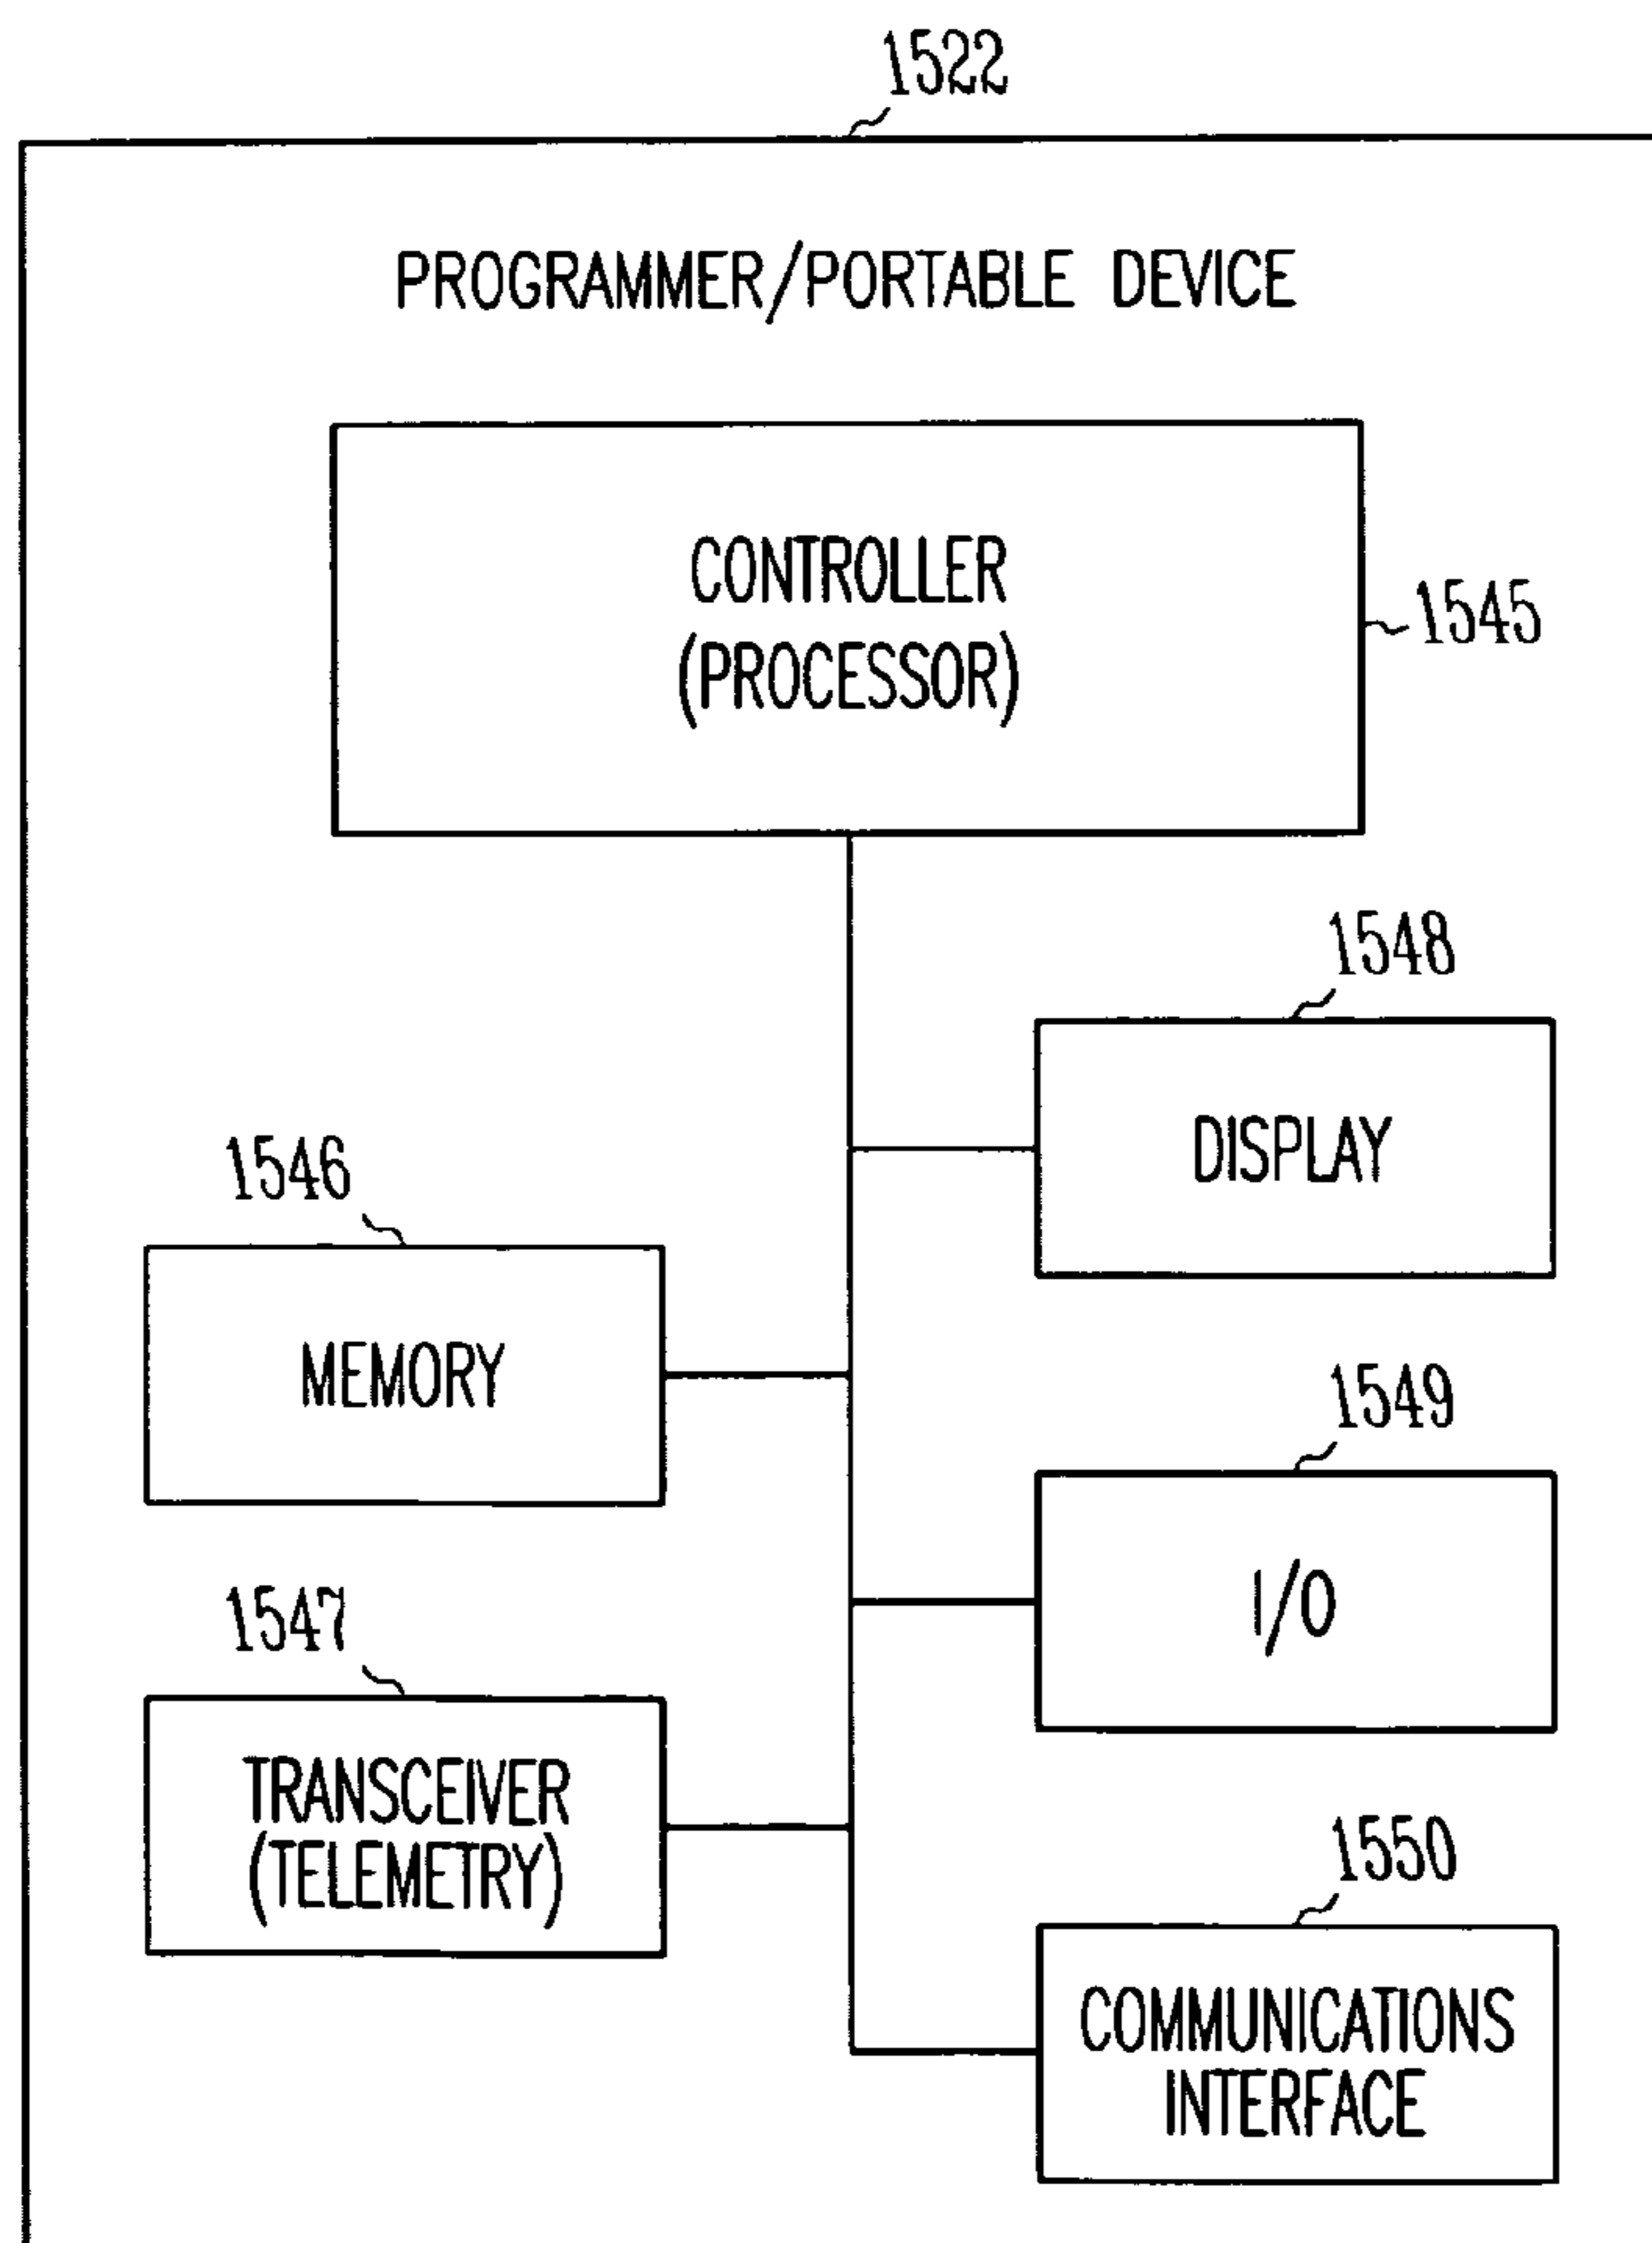 1522
PROGRAMMER/PORTABLE DEVICE
CONTROLLER
(PROCESSOR)
1545
1548
DISPLAY
1546
MEMORY
1549
I/O
1547
TRANSCEIVER
(TELEMETRY)
1550
COMMUNICATIONS
INTERFACE